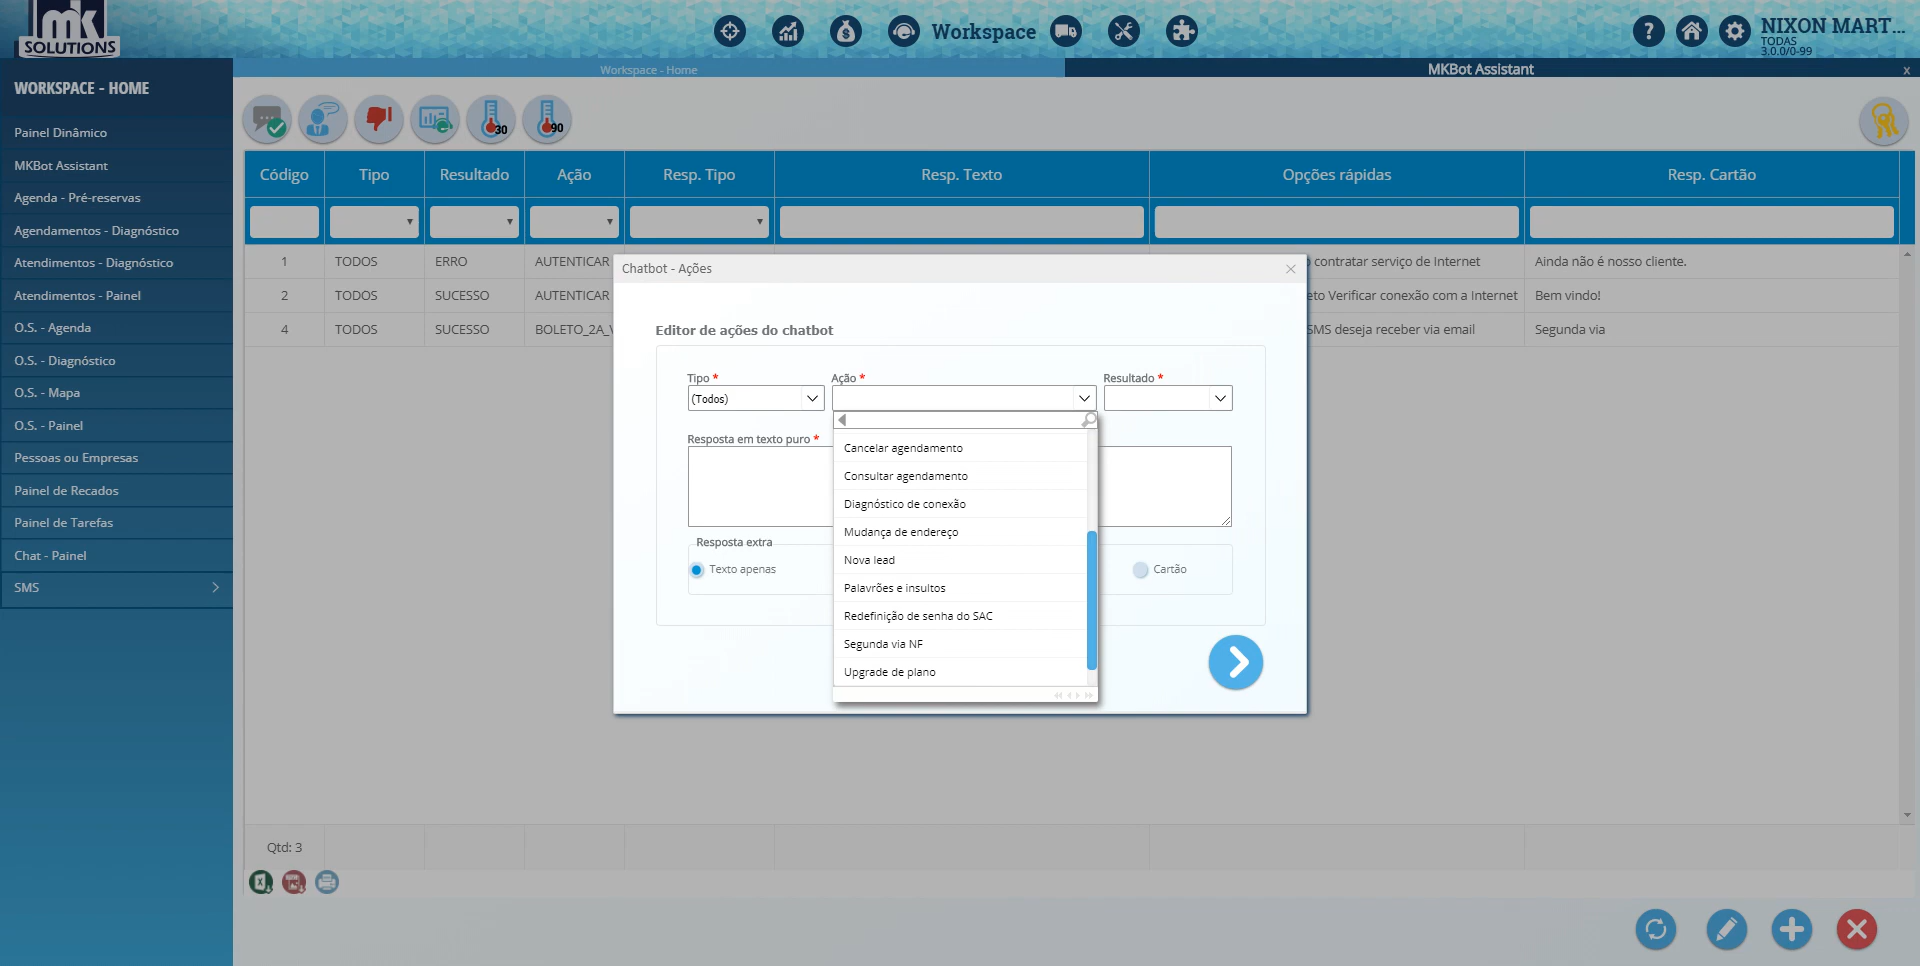 mk
SOLUTIONS
Workspace
NIXON MART...
TODAS
3.0.0/0-99
WORKSPACE - HOME
Workspace - Home
MKBot Assistant
x
Painel Dinâmico
MKBot Assistant
Agenda - Pré-reservas
Agendamentos - Diagnóstico
Atendimentos - Diagnóstico
Atendimentos - Painel
O.S. - Agenda
O.S. - Diagnóstico
O.S. - Mapa
O.S. - Painel
Pessoas ou Empresas
Painel de Recados
Painel de Tarefas
Chat - Painel
SMS
30
90
Código Tipo Resultado Ação Resp. Tipo Resp. Texto Opções rápidas Resp. Cartão
1 TODOS ERRO AUTENTICAR contratar serviço de Internet Ainda não é nosso cliente.
2 TODOS SUCESSO AUTENTICAR eto Verificar conexão com a Internet Bem vindo!
4 TODOS SUCESSO BOLETO_2A_ SMS deseja receber via email Segunda via
Chatbot - Ações
Editor de ações do chatbot
Tipo * Ação * Resultado *
(Todos)
Resposta em texto puro *
Cancelar agendamento
Consultar agendamento
Diagnóstico de conexão
Mudança de endereço
Nova lead
Palavrões e insultos
Redefinição de senha do SAC
Segunda via NF
Upgrade de plano
Resposta extra
Texto apenas
Cartão
Qtd: 3